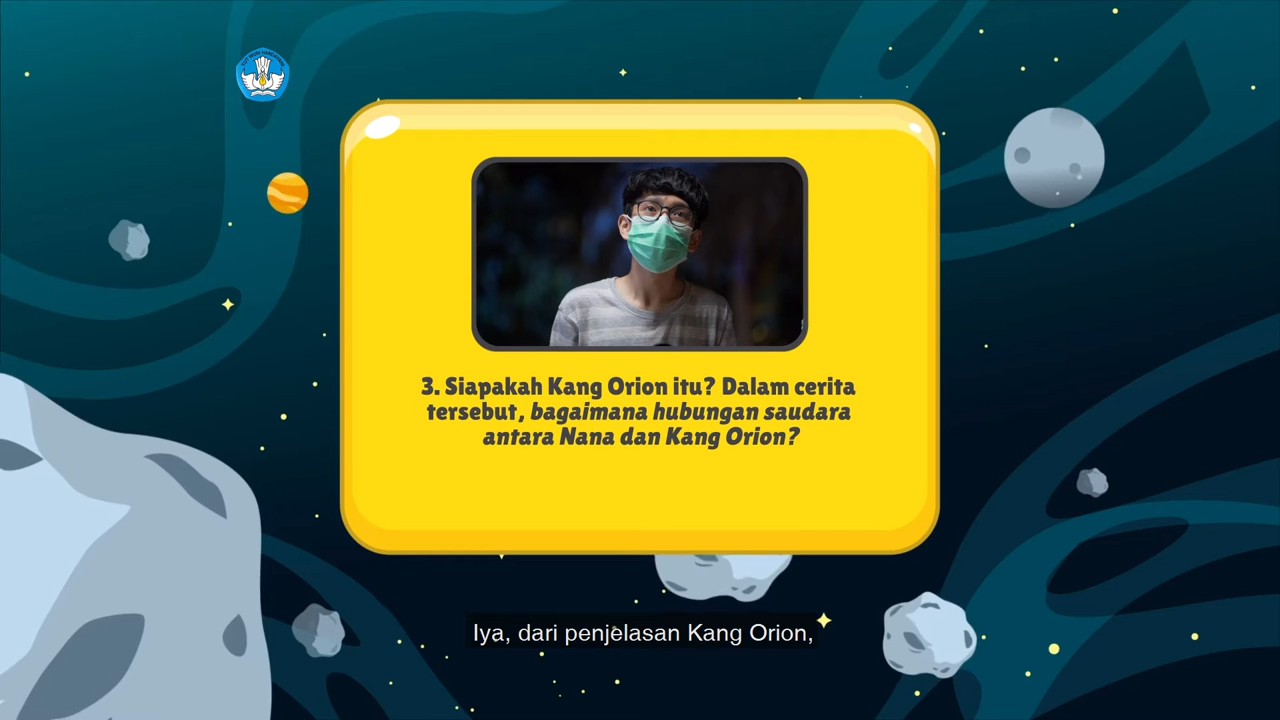 3. Siapakah Kang Orion itu? Dalam cerita
tersebut, bagaimana hubungan saudara
antara Nana dan Kang Orion?
Iya, dari penjelasan Kang Orion,